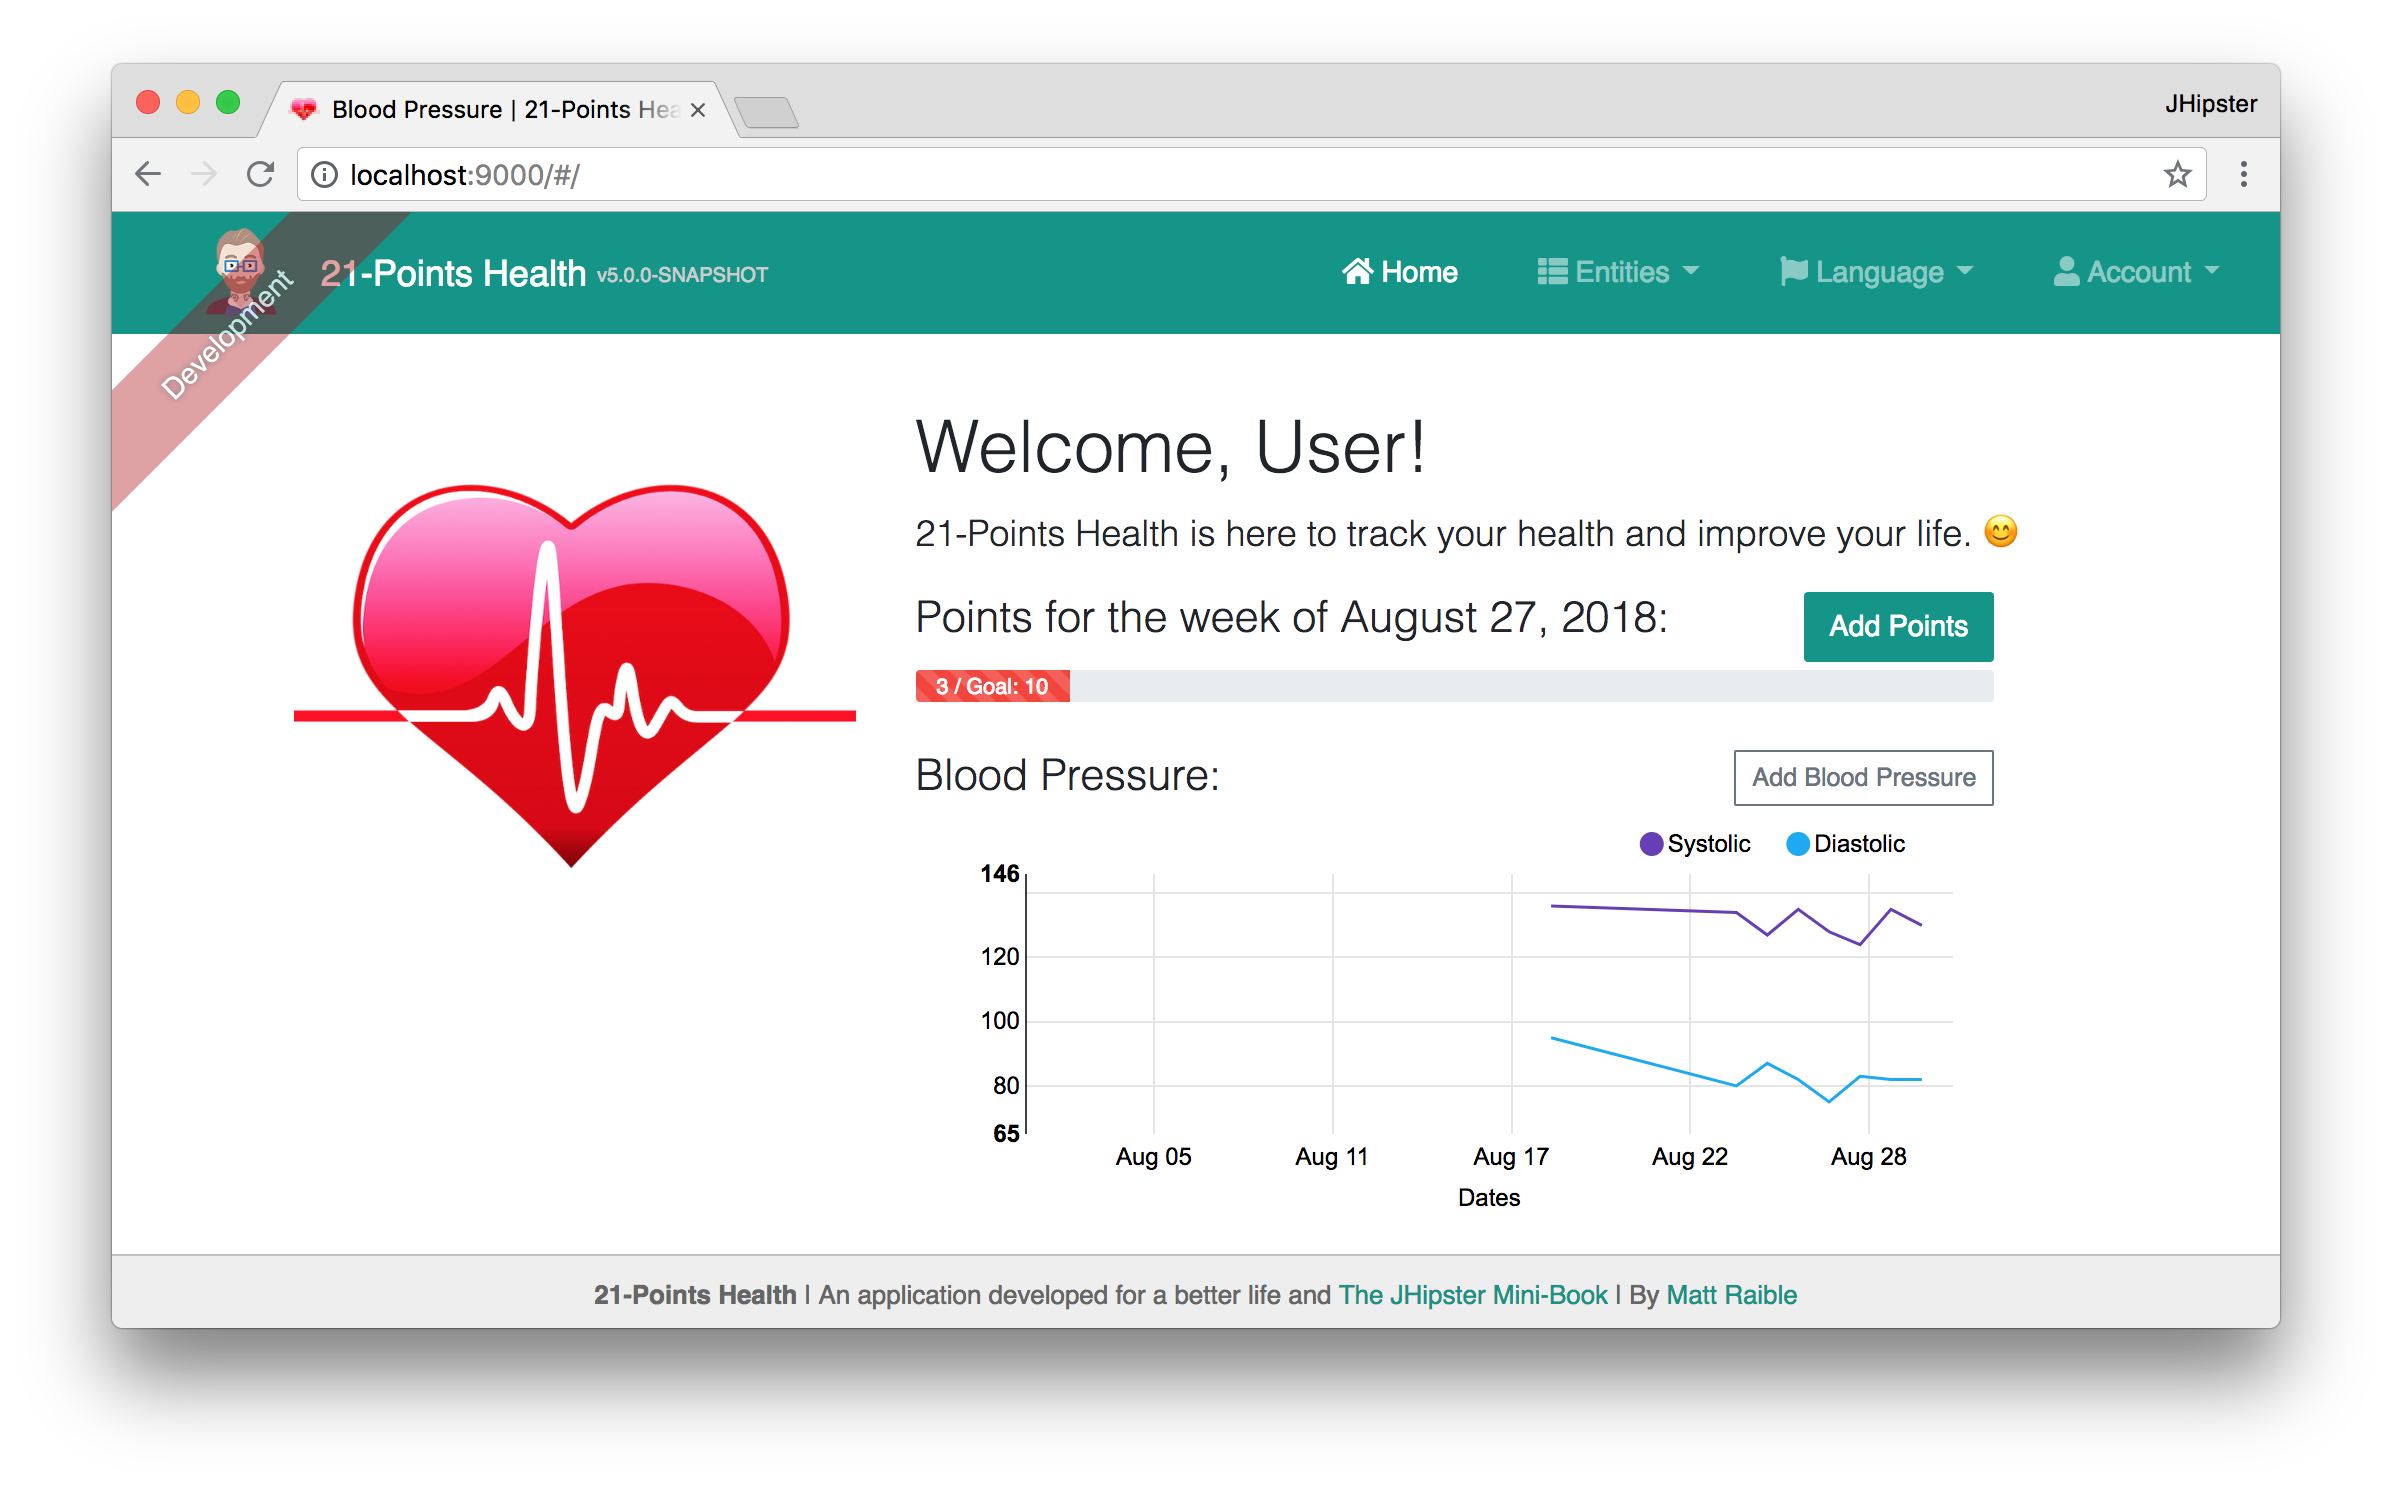 Blood Pressure | 21-Points Hea
JHipster
localhost:9000/#/
Development
21-Points Health v5.0.0-SNAPSHOT
Home
Entities
Language
Account
Welcome, User!
21-Points Health is here to track your health and improve your life. 😊
Points for the week of August 27, 2018:
Add Points
3 / Goal: 10
Blood Pressure:
Add Blood Pressure
Systolic
Diastolic
146
120
100
80
65
Aug 05
Aug 11
Aug 17
Aug 22
Aug 28
Dates
21-Points Health | An application developed for a better life and The JHipster Mini-Book | By Matt Raible